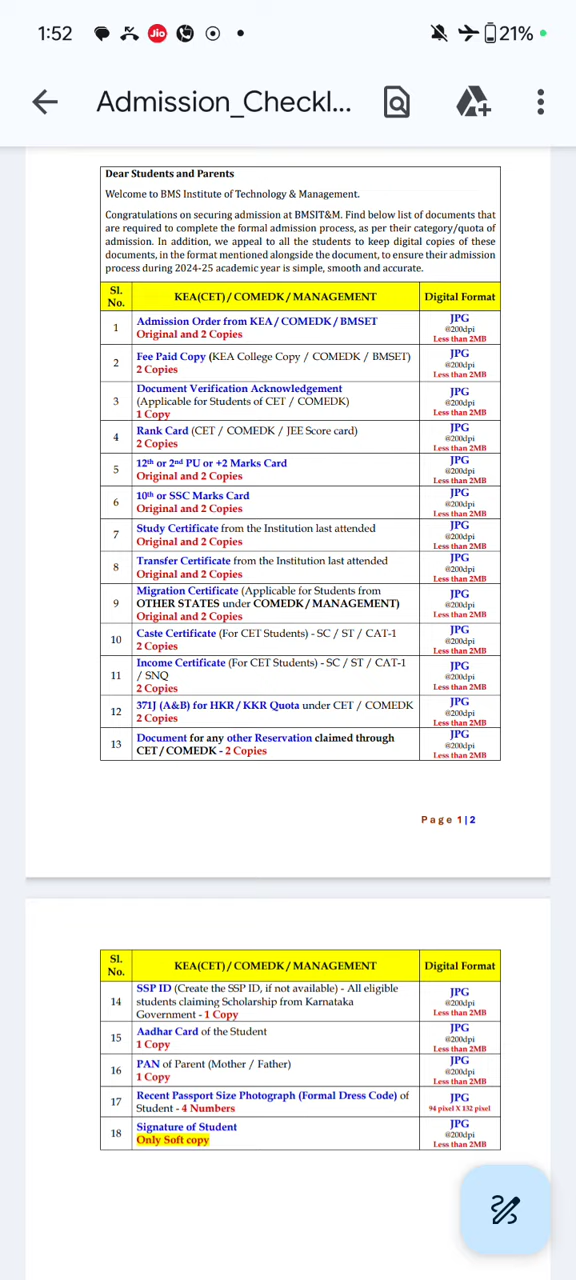 1:52
Jio
21%
Admission_Checkl...
Dear Students and Parents
Welcome to BMS Institute of Technology & Management.
Congratulations on securing admission at BMSIT&M. Find below list of documents that
are required to complete the formal admission process, as per their category/quota of
admission. In addition, we appeal to all the students to keep digital copies of these
documents, in the format mentioned alongside the document, to ensure their admission
process during 2024-25 academic year is simple, smooth and accurate.
Sl. No. KEA(CET) / COMEDK / MANAGEMENT Digital Format
1 Admission Order from KEA / COMEDK / BMSET
Original and 2 Copies
JPG
@200dpi
Less than 2MB
2 Fee Paid Copy (KEA College Copy / COMEDK / BMSET)
2 Copies
JPG
@200dpi
Less than 2MB
3 Document Verification Acknowledgement
(Applicable for Students of CET / COMEDK)
1 Copy
JPG
@200dpi
Less than 2MB
4 Rank Card (CET / COMEDK / JEE Score card)
2 Copies
JPG
@200dpi
Less than 2MB
5 12th or 2nd PU or +2 Marks Card
Original and 2 Copies
JPG
@200dpi
Less than 2MB
6 10th or SSC Marks Card
Original and 2 Copies
JPG
@200dpi
Less than 2MB
7 Study Certificate from the Institution last attended
Original and 2 Copies
JPG
@200dpi
Less than 2MB
8 Transfer Certificate from the Institution last attended
Original and 2 Copies
JPG
@200dpi
Less than 2MB
9 Migration Certificate (Applicable for Students from
OTHER STATES under COMEDK / MANAGEMENT)
Original and 2 Copies
JPG
@200dpi
Less than 2MB
10 Caste Certificate (For CET Students) - SC / ST / CAT-1
2 Copies
JPG
@200dpi
Less than 2MB
11 Income Certificate (For CET Students) - SC / ST / CAT-1
/ SNQ
2 Copies
JPG
@200dpi
Less than 2MB
12 371J (A&B) for HKR / KKR Quota under CET / COMEDK
2 Copies
JPG
@200dpi
Less than 2MB
13 Document for any other Reservation claimed through
CET / COMEDK - 2 Copies
JPG
@200dpi
Less than 2MB
Page 1|2
Sl. No. KEA(CET) / COMEDK / MANAGEMENT Digital Format
14 SSP ID (Create the SSP ID, if not available) - All eligible
students claiming Scholarship from Karnataka
Government - 1 Copy
JPG
@200dpi
Less than 2MB
15 Aadhar Card of the Student
1 Copy
JPG
@200dpi
Less than 2MB
16 PAN of Parent (Mother / Father)
1 Copy
JPG
@200dpi
Less than 2MB
17 Recent Passport Size Photograph (Formal Dress Code) of
Student - 4 Numbers
JPG
94 pixel X 132 pixel
18 Signature of Student
Only Soft copy
JPG
@200dpi
Less than 2MB